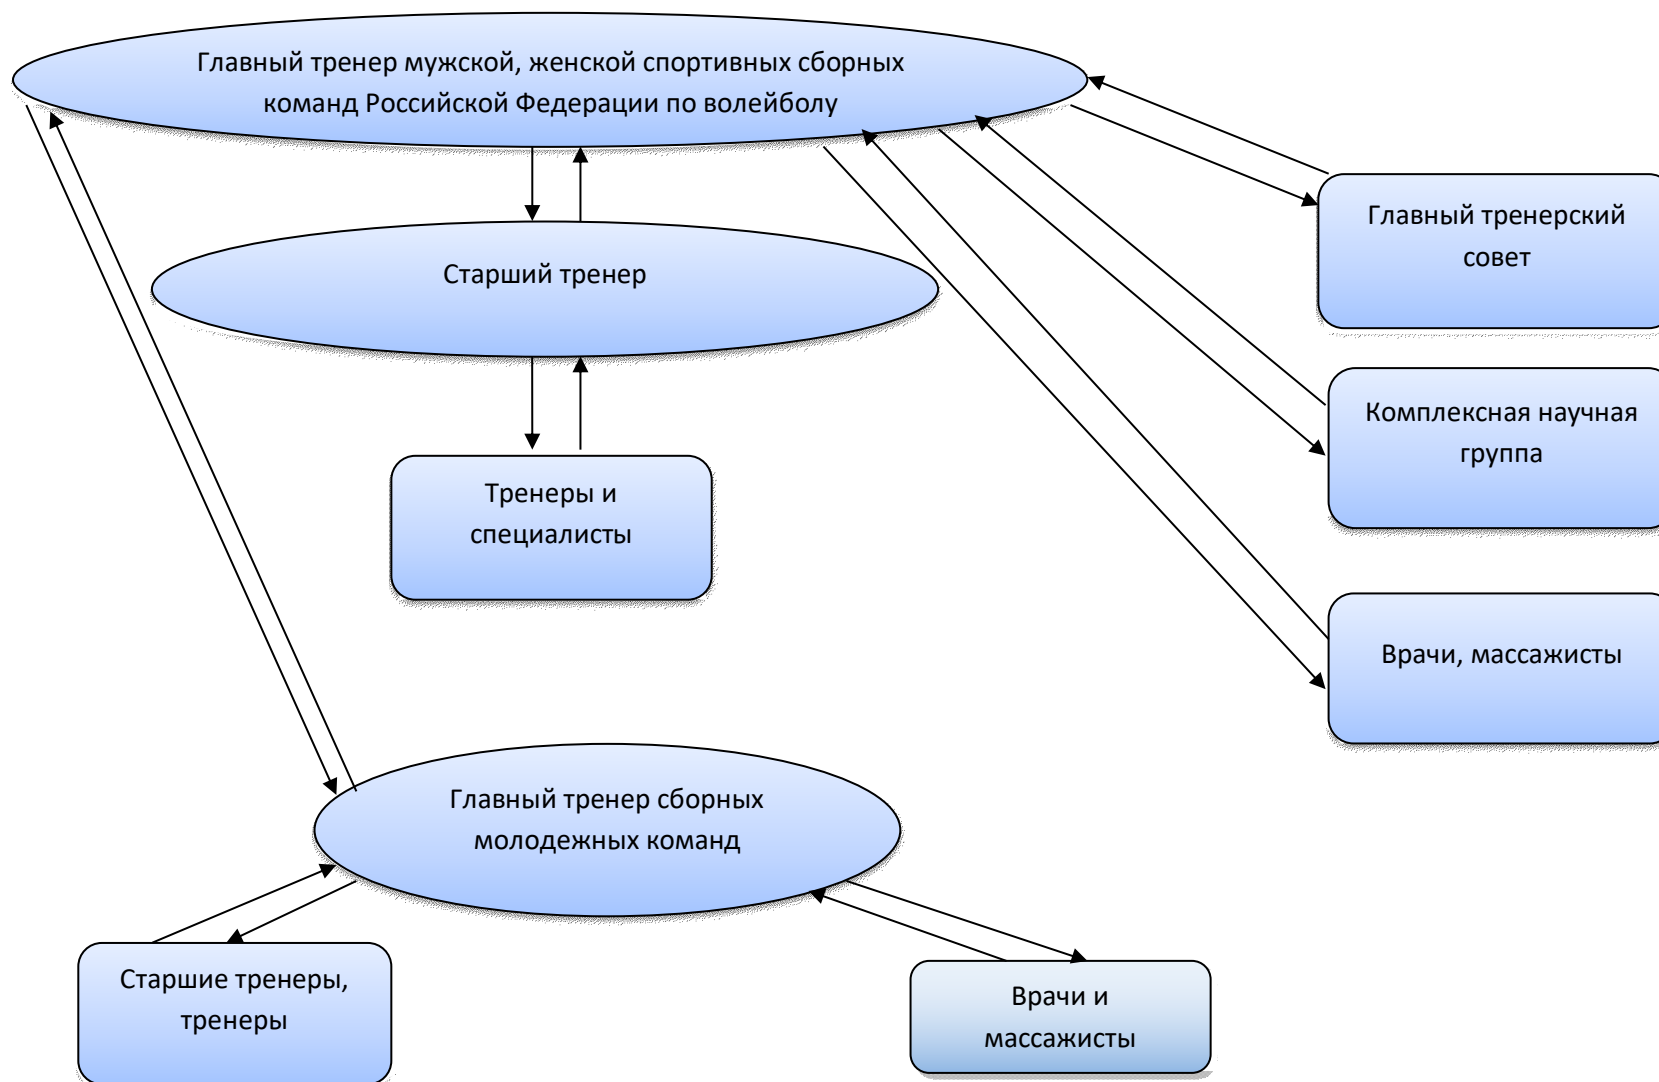 Главный тренер мужской, женской спортивных сборных
команд Российской Федерации по волейболу
Главный тренерский
совет
Старший тренер
Комплексная научная
группа
Тренеры и
специалисты
Врачи, массажисты
Главный тренер сборных
молодежных команд
Старшие тренеры,
тренеры
Врачи и
массажисты